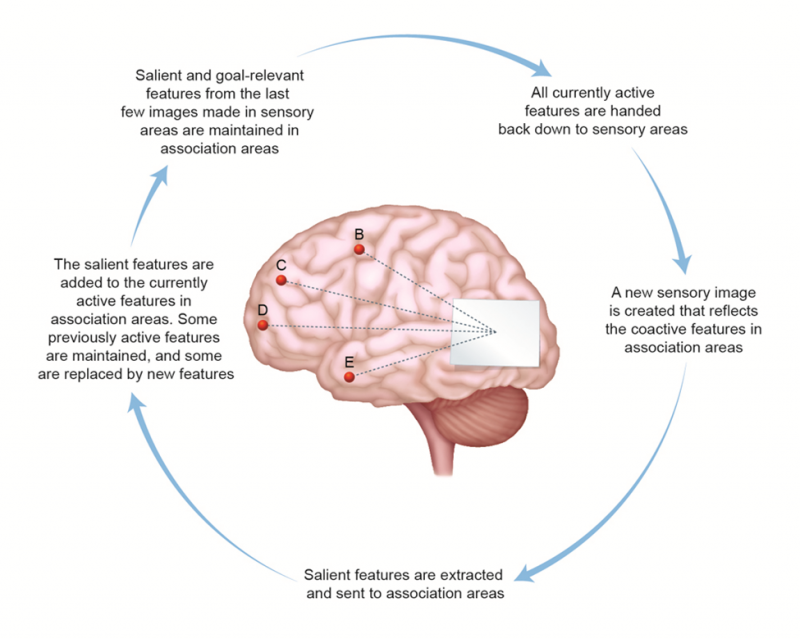 Salient and goal-relevant
features from the last
few images made in sensory
areas are maintained in
association areas
All currently active
features are handed
back down to sensory areas
A new sensory image
is created that reflects
the coactive features in
association areas
Salient features are extracted
and sent to association areas
The salient features are
added to the currently
active features in
association areas. Some
previously active features
are maintained, and some
are replaced by new features
B
C
D
E